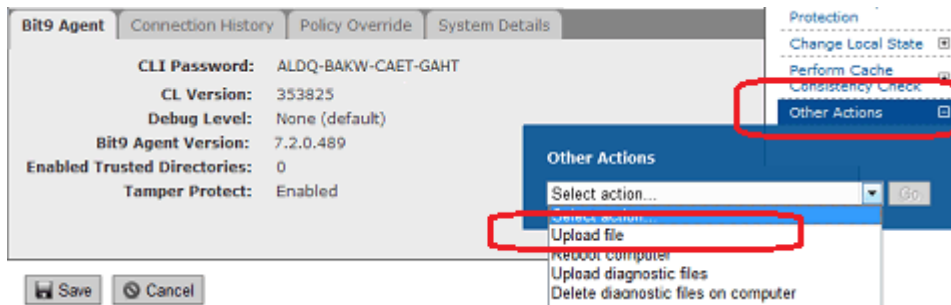 Bit9 Agent Connection History Policy Override System Details
CLI Password: ALDQ-BAKW-CAET-GAHT
CL Version: 353825
Debug Level: None (default)
Bit9 Agent Version: 7.2.0.489
Enabled Trusted Directories: 0
Tamper Protect: Enabled
Save Cancel
Protection
Change Local State
Perform Cache
Consistency Check
Other Actions
Other Actions
Select action... Go
Select action...
Upload file
Reboot computer
Upload diagnostic files
Delete diagnostic files on computer